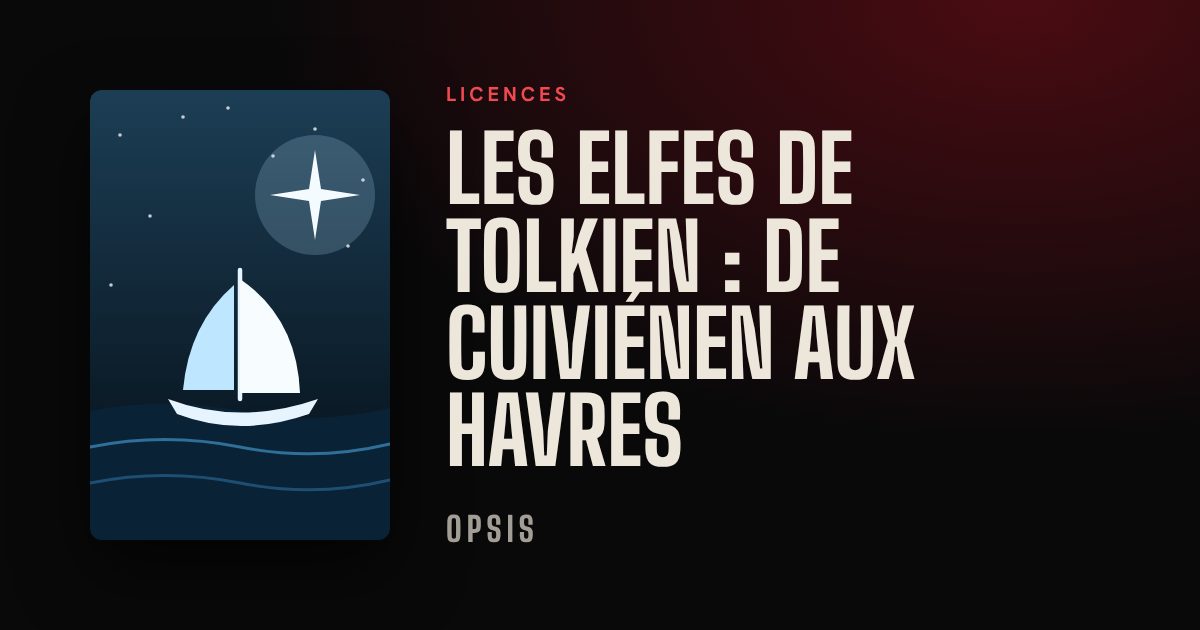 LICENCES
LES ELFES DE
TOLKIEN : DE
CUIVIÉNEN AUX
HAVRES
OPSIS